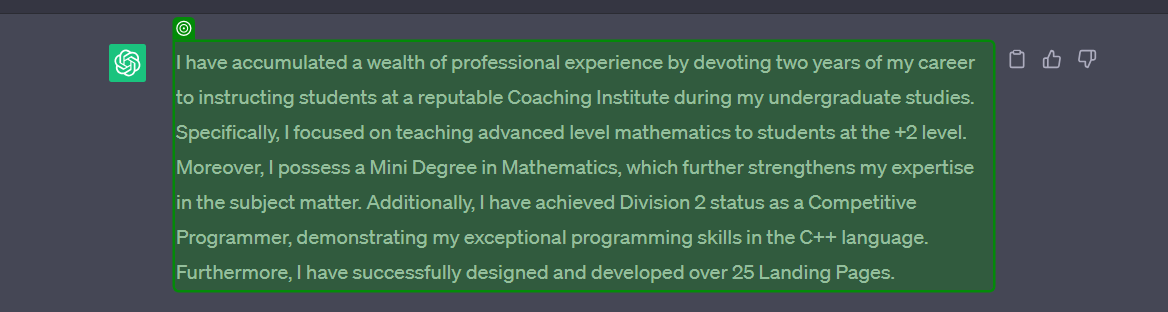 I have accumulated a wealth of professional experience by devoting two years of my career
to instructing students at a reputable Coaching Institute during my undergraduate studies.
Specifically, I focused on teaching advanced level mathematics to students at the +2 level.
Moreover, I possess a Mini Degree in Mathematics, which further strengthens my expertise
in the subject matter. Additionally, I have achieved Division 2 status as a Competitive
Programmer, demonstrating my exceptional programming skills in the C++ language.
Furthermore, I have successfully designed and developed over 25 Landing Pages.